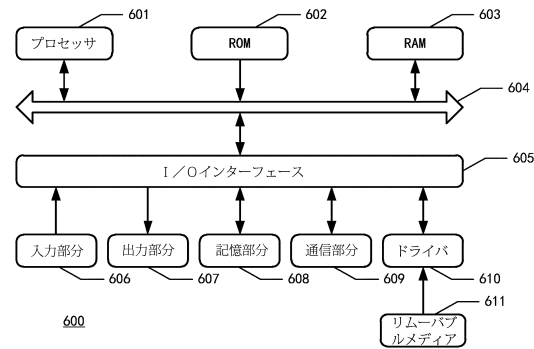 601
602
603
プロセッサ
ROM
RAM
604
I／Oインターフェース
605
入力部分
出力部分
記憶部分
通信部分
ドライバ
606
607
608
609
610
611
600
リムーバブ
ルメディア